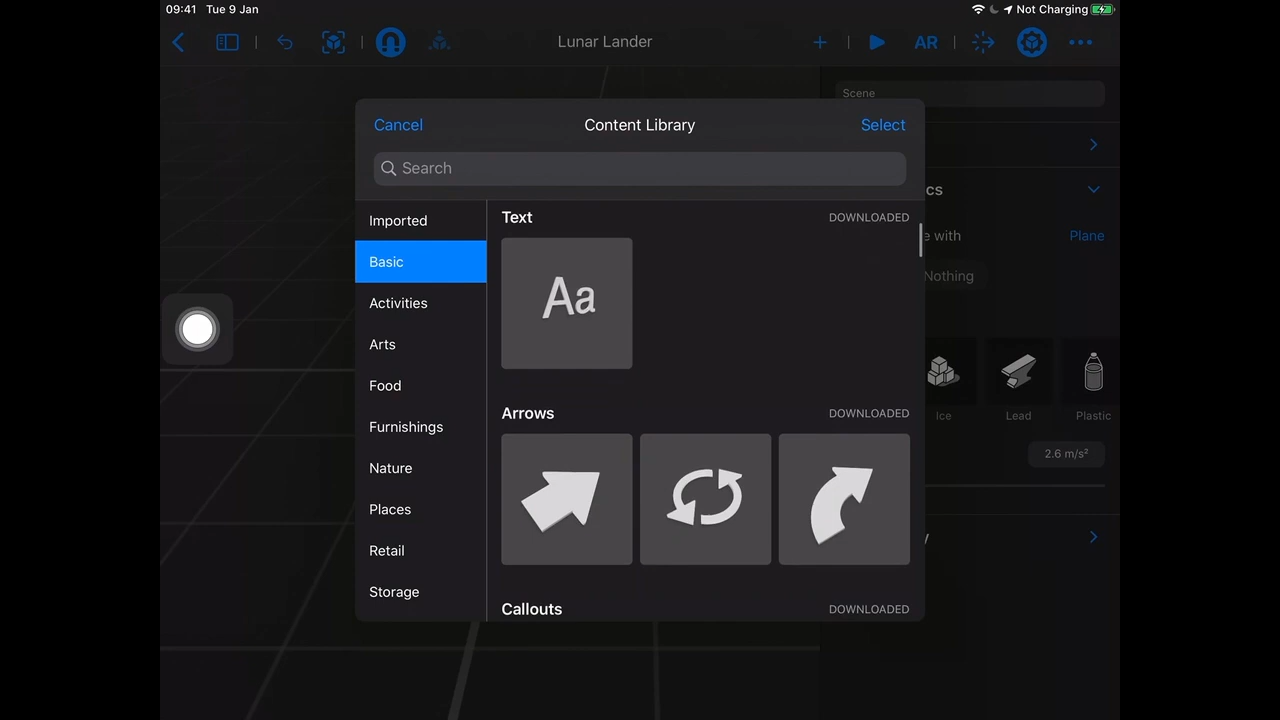 09:41 Tue 9 Jan
Not Charging
Lunar Lander
AR
Scene
Cancel
Content Library
Select
Search
Imported
Basic
Activities
Arts
Food
Furnishings
Nature
Places
Retail
Storage
Text
DOWNLOADED
Aa
Arrows
DOWNLOADED
Callouts
DOWNLOADED
cs
e with
Plane
Nothing
Ice
Lead
Plastic
2.6 m/s²
y